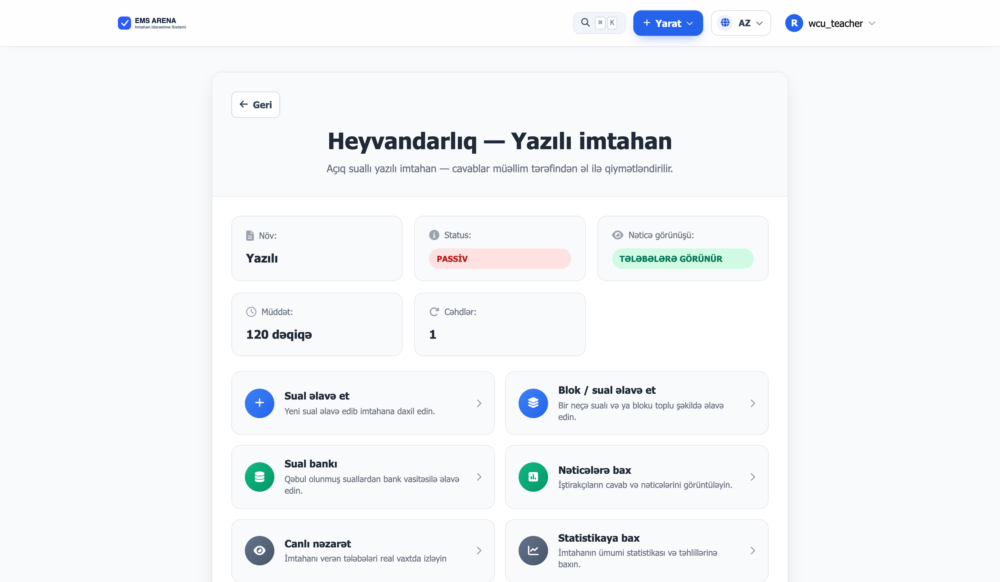 EMS ARENA
İmtahan İdarəetmə Sistemi
⌘ K
Yarat
AZ
R
wcu_teacher
Geri
Heyvandarlıq — Yazılı imtahan
Açıq suallı yazılı imtahan — cavablar müəllim tərəfindən əl ilə qiymətləndirilir.
Növ:
Yazılı
Status:
PASSİV
Nəticə görünüşü:
TƏLƏBƏLƏRƏ GÖRÜNÜR
Müddət:
120 dəqiqə
Cəhdlər:
1
Sual əlavə et
Yeni sual əlavə edib imtahana daxil edin.
Blok / sual əlavə et
Bir neçə sualı və ya bloku toplu şəkildə əlavə
edin.
Sual bankı
Qəbul olunmuş suallardan bank vasitəsilə əlavə
edin.
Nəticələrə bax
İştirakçıların cavab və nəticələrini görüntüləyin.
Canlı nəzarət
İmtahanı verən tələbələri real vaxtda izləyin
Statistikaya bax
İmtahanın ümumi statistikası və təhlillərinə
baxın.